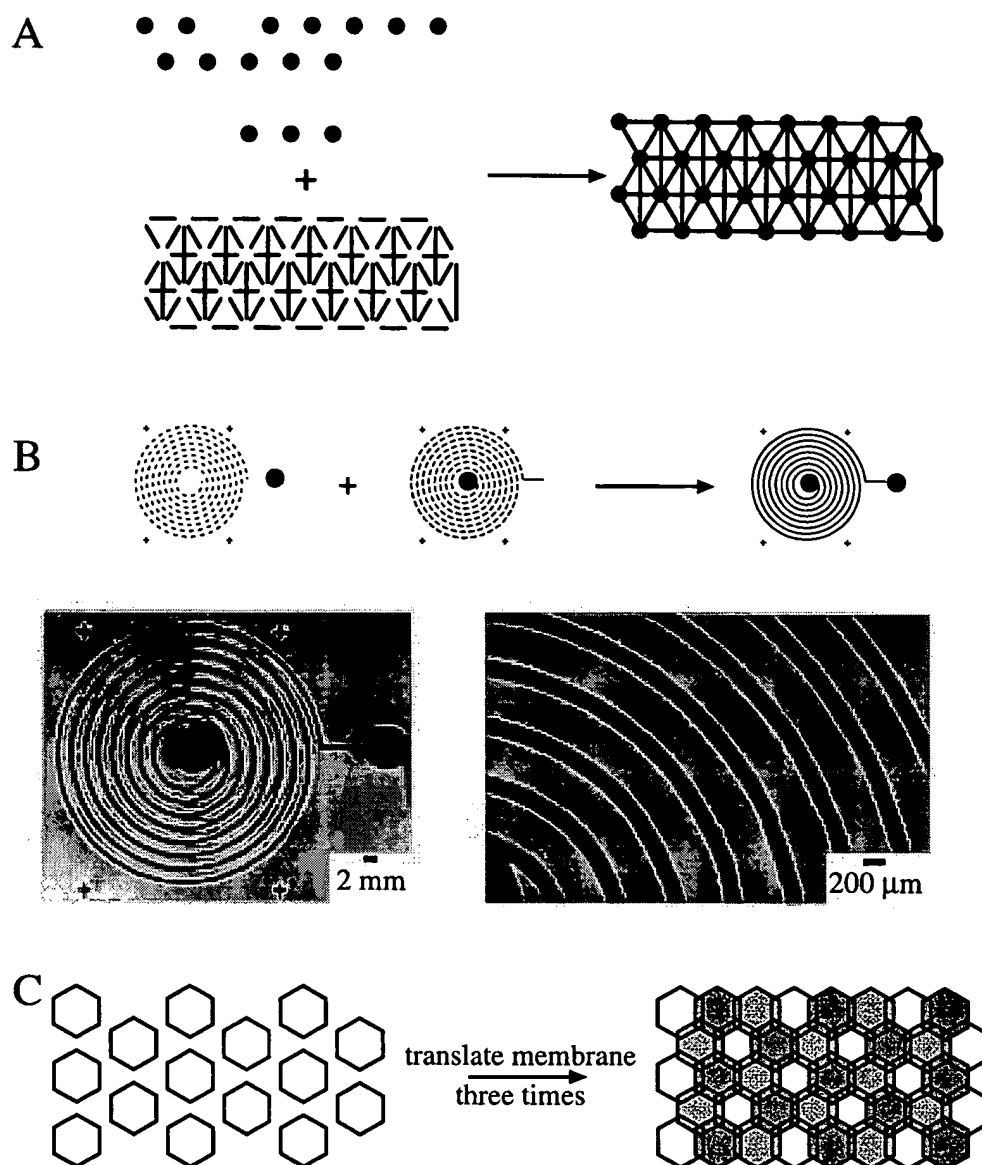 A
+
B
+
2 mm
200 µm
C
translate membrane
three times